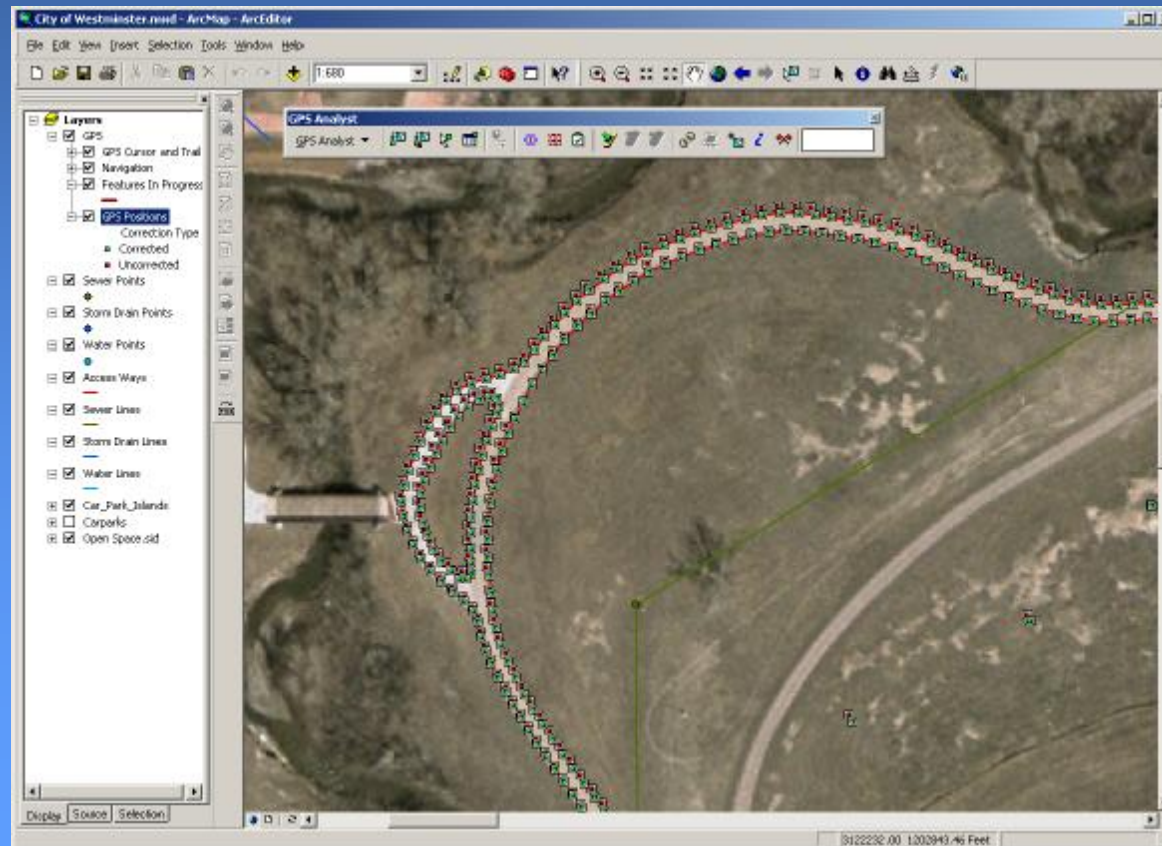 City of Westminster.mxd - ArcMap - ArcEditor
File Edit View Insert Selection Tools Window Help
1:680
GPS Analyst
GPS Analyst
Layers
GPS
GPS Cursor and Trail
Navigation
Features In Progress
GPS Positions
Correction Type
Corrected
Uncorrected
Sewer Points
Storm Drain Points
Water Points
Access Ways
Sewer Lines
Storm Drain Lines
Water Lines
Car_Park_Islands
Carparks
Open Space.sid
Display Source Selection
3122232.00 1202843.46 Feet